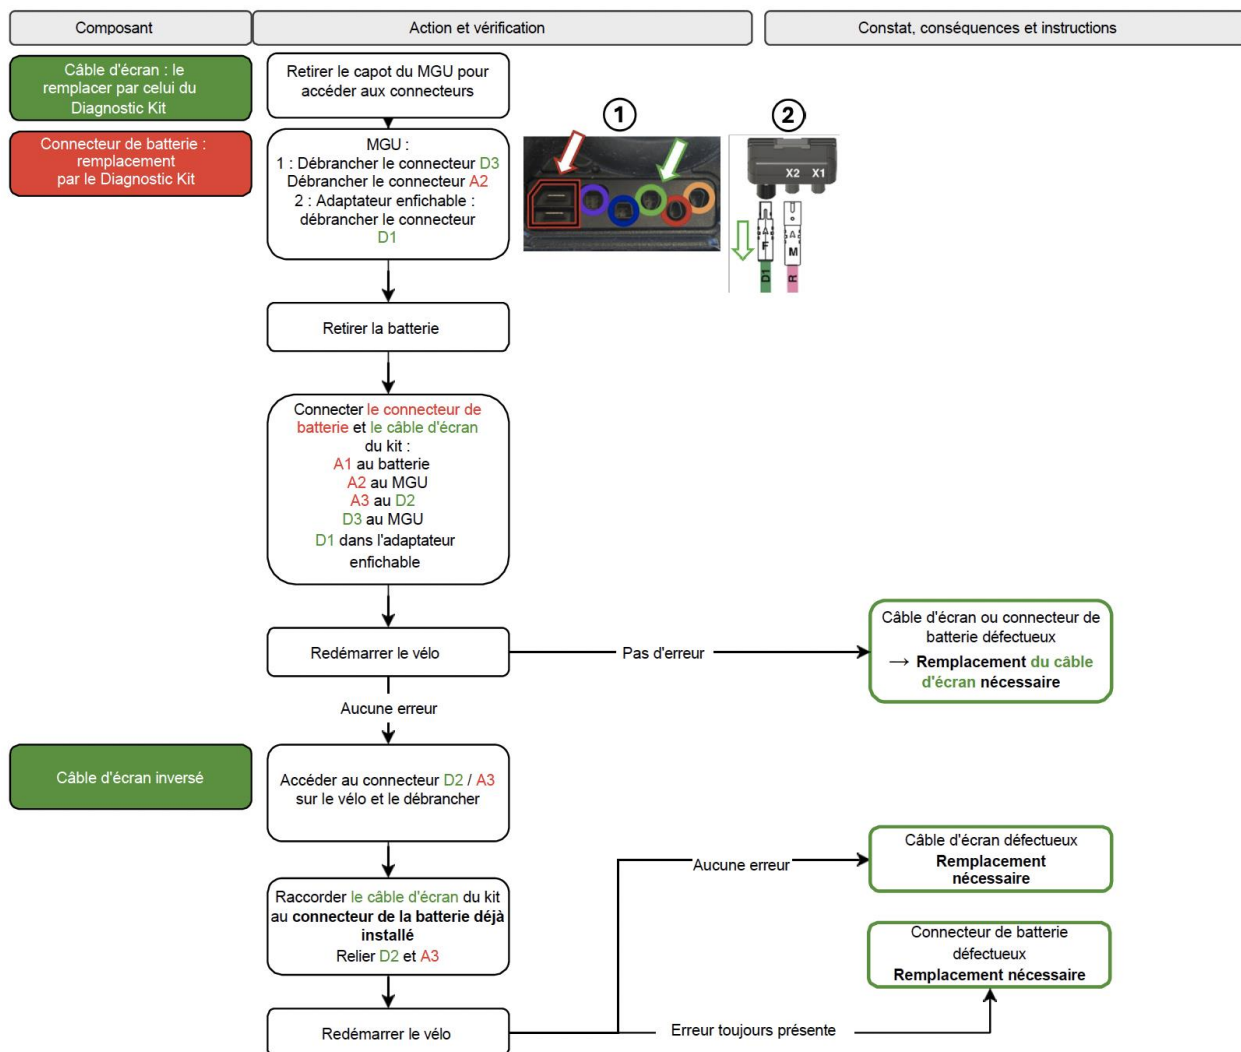 Composant
Action et vérification
Constat, conséquences et instructions
Câble d'écran : le
remplacer par celui du
Diagnostic Kit
Retirer le capot du MGU pour
accéder aux connecteurs
Connecteur de batterie :
remplacement
par le Diagnostic Kit
MGU :
1 : Débrancher le connecteur D3
Débrancher le connecteur A2
2 : Adaptateur enfichable :
débrancher le connecteur
D1
1
2
X2 X1
F
M
D1
R
Retirer la batterie
Connecter le connecteur de
batterie et le câble d'écran
du kit :
A1 au batterie
A2 au MGU
A3 au D2
D3 au MGU
D1 dans l'adaptateur
enfichable
Redémarrer le vélo
Pas d'erreur
Câble d'écran ou connecteur de
batterie défectueux
→ Remplacement du câble
d'écran nécessaire
Aucune erreur
Câble d'écran inversé
Accéder au connecteur D2 / A3
sur le vélo et le débrancher
Raccorder le câble d'écran du kit
au connecteur de la batterie déjà
installé
Relier D2 et A3
Aucune erreur
Câble d'écran défectueux
Remplacement
nécessaire
Connecteur de batterie
défectueux
Remplacement nécessaire
Redémarrer le vélo
Erreur toujours présente